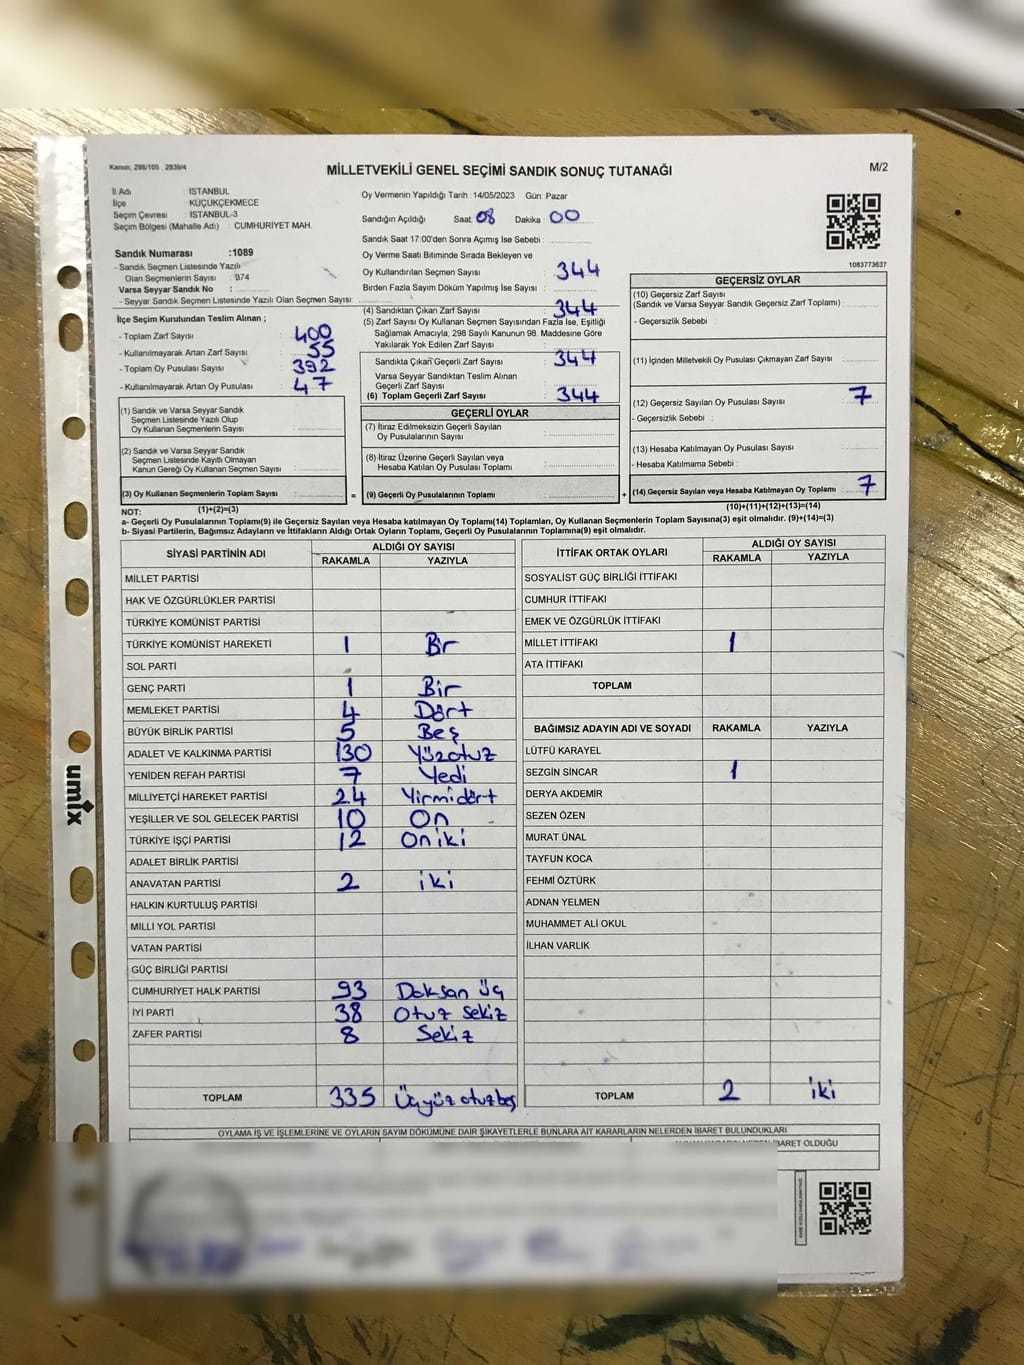 Kanun: 298/105 , 2839/4
MİLLETVEKİLİ GENEL SEÇİMİ SANDIK SONUÇ TUTANAĞI
M/2
İl Adı : İSTANBUL
İlçe : KÜÇÜKÇEKMECE
Seçim Çevresi : İSTANBUL-3
Seçim Bölgesi (Mahalle Adı) : CUMHURİYET MAH.
Sandık Numarası :1089
- Sandık Seçmen Listesinde Yazılı
Olan Seçmenlerin Sayısı : 974
Varsa Seyyar Sandık No :
- Seyyar Sandık Seçmen Listesinde Yazılı Olan Seçmen Sayısı:
İlçe Seçim Kurulundan Teslim Alınan ;
- Toplam Zarf Sayısı : 400
- Kullanılmayarak Artan Zarf Sayısı : 55
- Toplam Oy Pusulası Sayısı : 392
- Kullanılmayarak Artan Oy Pusulası : 47
(1) Sandık ve Varsa Seyyar Sandık
Seçmen Listesinde Yazılı Olup
Oy Kullanan Seçmenlerin Sayısı :
(2) Sandık ve Varsa Seyyar Sandık
Seçmen Listesinde Kayıtlı Olmayan
Kanun Gereği Oy Kullanan Seçmen Sayısı :
(3) Oy Kullanan Seçmenlerin Toplam Sayısı :
Oy Vermenin Yapıldığı Tarih :14/05/2023 Gün: Pazar
Sandığın Açıldığı Saat: 08 Dakika : 00
Sandık Saat 17:00'den Sonra Açılmış İse Sebebi :
Oy Verme Saati Bitiminde Sırada Bekleyen ve
Oy Kullandırılan Seçmen Sayısı : 344
Birden Fazla Sayım Döküm Yapılmış İse Sayısı :
(4) Sandıktan Çıkan Zarf Sayısı : 344
(5) Zarf Sayısı Oy Kullanan Seçmen Sayısından Fazla İse, Eşitliği
Sağlamak Amacıyla, 298 Sayılı Kanunun 98. Maddesine Göre
Yakılarak Yok Edilen Zarf Sayısı :
Sandıkta Çıkan Geçerli Zarf Sayısı : 344
Varsa Seyyar Sandıktan Teslim Alınan
Geçerli Zarf Sayısı :
(6) Toplam Geçerli Zarf Sayısı : 344
GEÇERLİ OYLAR
(7) İtiraz Edilmeksizin Geçerli Sayılan
Oy Pusulalarının Sayısı :
(8) İtiraz Üzerine Geçerli Sayılan veya
Hesaba Katılan Oy Pusulası Toplamı :
= (9) Geçerli Oy Pusulalarının Toplamı :
1083773637
GEÇERSİZ OYLAR
(10) Geçersiz Zarf Sayısı
(Sandık ve Varsa Seyyar Sandık Geçersiz Zarf Toplamı) :
- Geçersizlik Sebebi :
(11) İçinden Milletvekili Oy Pusulası Çıkmayan Zarf Sayısı :
(12) Geçersiz Sayılan Oy Pusulası Sayısı : 7
- Geçersizlik Sebebi :
(13) Hesaba Katılmayan Oy Pusulası Sayısı :
- Hesaba Katılmama Sebebi :
+ (14) Geçersiz Sayılan veya Hesaba Katılmayan Oy Toplamı : 7
NOT: (1)+(2)=(3)
(10)+(11)+(12)+(13)=(14)
a- Geçerli Oy Pusulalarının Toplamı(9) ile Geçersiz Sayılan veya Hesaba katılmayan Oy Toplamı(14) Toplamları, Oy Kullanan Seçmenlerin Toplam Sayısına(3) eşit olmalıdır. (9)+(14)=(3)
b- Siyasi Partilerin, Bağımsız Adayların ve İttifakların Aldığı Oyların Toplamı, Geçerli Oy Pusulalarının Toplamına(9) eşit olmalıdır.
SİYASİ PARTİNİN ADI ALDIĞI OY SAYISI
RAKAMLA YAZIYLA
MİLLET PARTİSİ
HAK VE ÖZGÜRLÜKLER PARTİSİ
TÜRKİYE KOMÜNİST PARTİSİ
TÜRKİYE KOMÜNİST HAREKETİ 1 Bir
SOL PARTİ
GENÇ PARTİ 1 Bir
MEMLEKET PARTİSİ 4 Dört
BÜYÜK BİRLİK PARTİSİ 5 Beş
ADALET VE KALKINMA PARTİSİ 130 Yüzotuz
YENİDEN REFAH PARTİSİ 7 Yedi
MİLLİYETÇİ HAREKET PARTİSİ 24 Yirmidört
YEŞİLLER VE SOL GELECEK PARTİSİ 10 On
TÜRKİYE İŞÇİ PARTİSİ 12 Oniki
ADALET BİRLİK PARTİSİ
ANAVATAN PARTİSİ 2 iki
HALKIN KURTULUŞ PARTİSİ
MİLLİ YOL PARTİSİ
VATAN PARTİSİ
GÜÇ BİRLİĞİ PARTİSİ
CUMHURİYET HALK PARTİSİ 93 Doksan üç
İYİ PARTİ 38 Otuz sekiz
ZAFER PARTİSİ 8 Sekiz
TOPLAM 335 Üçyüzotuzbeş
İTTİFAK ORTAK OYLARI ALDIĞI OY SAYISI
RAKAMLA YAZIYLA
SOSYALİST GÜÇ BİRLİĞİ İTTİFAKI
CUMHUR İTTİFAKI
EMEK VE ÖZGÜRLÜK İTTİFAKI
MİLLET İTTİFAKI 1
ATA İTTİFAKI
TOPLAM
BAĞIMSIZ ADAYIN ADI VE SOYADI RAKAMLA YAZIYLA
LÜTFÜ KARAYEL
SEZGİN SİNCAR 1
DERYA AKDEMİR
SEZEN ÖZEN
MURAT ÜNAL
TAYFUN KOCA
FEHMİ ÖZTÜRK
ADNAN YELMEN
MUHAMMET ALİ OKUL
İLHAN VARLIK
TOPLAM 2 iki
OYLAMA İŞ VE İŞLEMLERİNE VE OYLARIN SAYIM DÖKÜMÜNE DAİR ŞİKAYETLERLE BUNLARA AİT KARARLARIN NELERDEN İBARET BULUNDUKLARI
İBARET OLDUĞU
umix